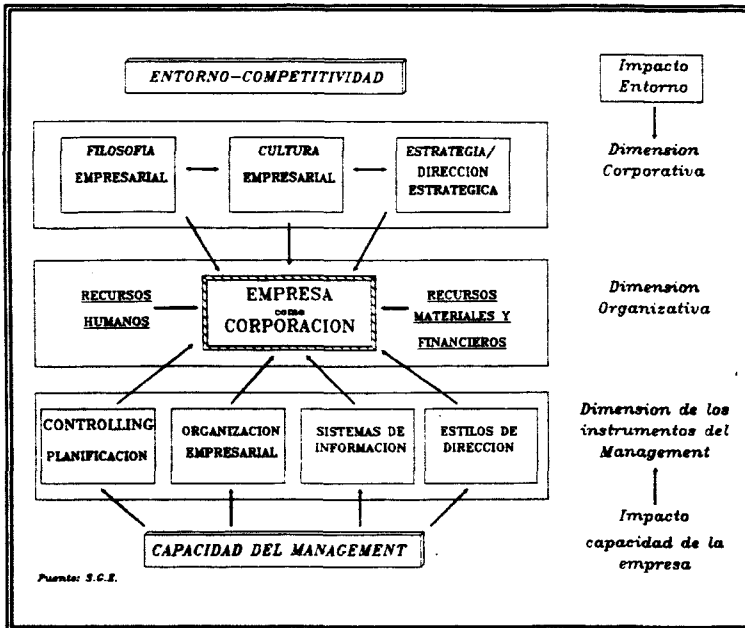 ENTORNO-COMPETITIVIDAD
Impacto
Entorno
FILOSOFIA
EMPRESARIAL
CULTURA
EMPRESARIAL
ESTRATEGIA/
DIRECCION
ESTRATEGICA
Dimension
Corporativa
RECURSOS
HUMANOS
EMPRESA
como
CORPORACION
RECURSOS
MATERIALES Y
FINANCIEROS
Dimension
Organizativa
CONTROLLING
PLANIFICACION
ORGANIZACION
EMPRESARIAL
SISTEMAS DE
INFORMACION
ESTILOS DE
DIRECCION
Dimension de los
instrumentos del
Management
CAPACIDAD DEL MANAGEMENT
Impacto
capacidad de la
empresa
Fuente: S.G.E.